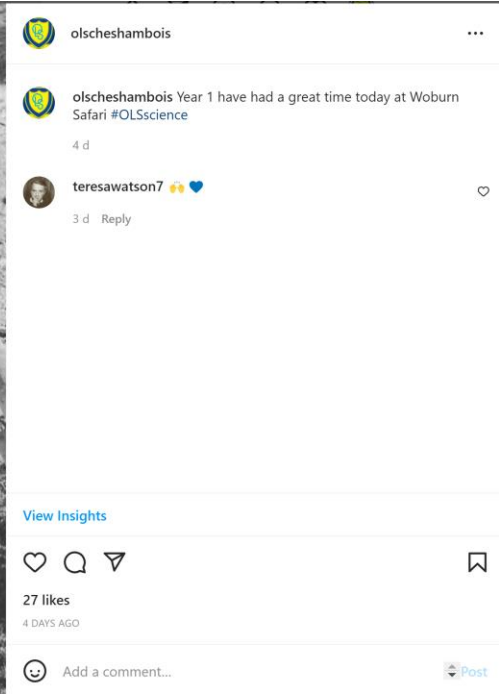 olscheshambois
olscheshambois Year 1 have had a great time today at Woburn
Safari #OLSscience
4 d
teresawatson7 🙌 💙
3 d Reply
View Insights
27 likes
4 DAYS AGO
Add a comment...
Post